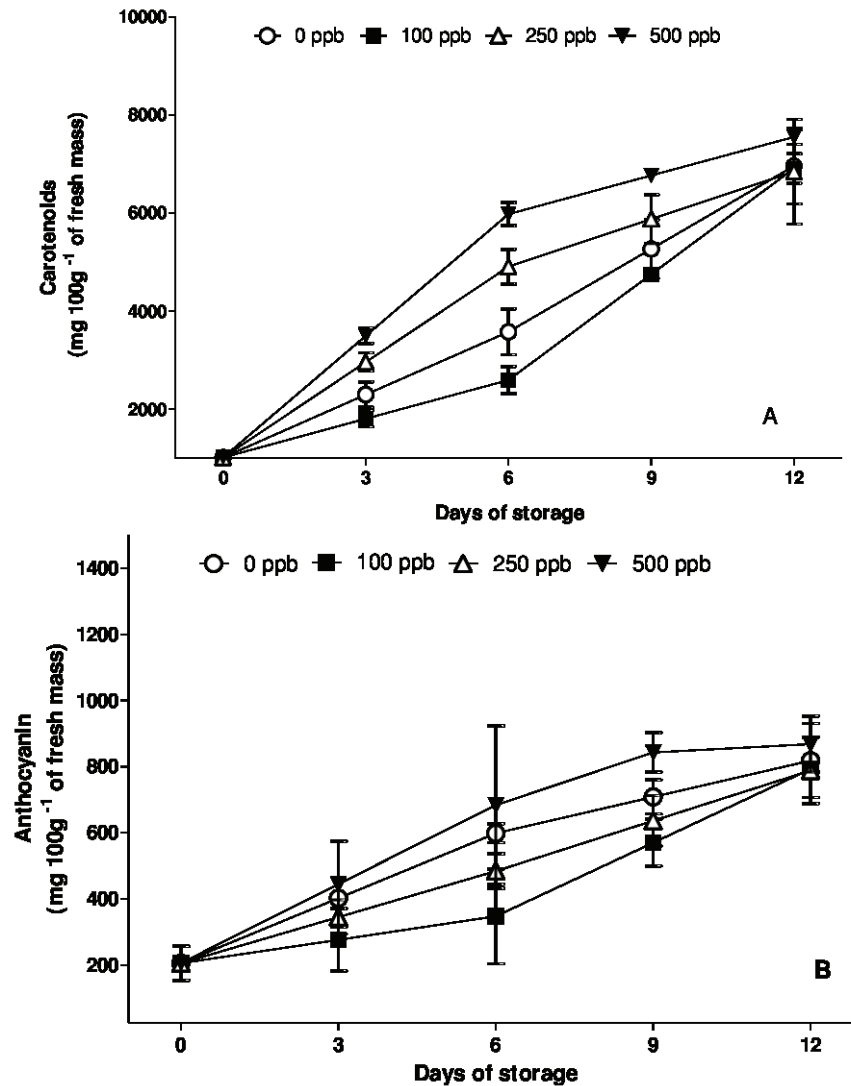 10000
0 ppb 100 ppb 250 ppb 500 ppb
8000
6000
4000
2000
Carotenoids
(mg 100g ⁻¹ of fresh mass)
A
0 3 6 9 12
Days of storage
0 ppb 100 ppb 250 ppb 500 ppb
1400
1200
1000
800
600
400
200
Anthocyanin
(mg 100g ⁻¹ of fresh mass)
B
0 3 6 9 12
Days of storage